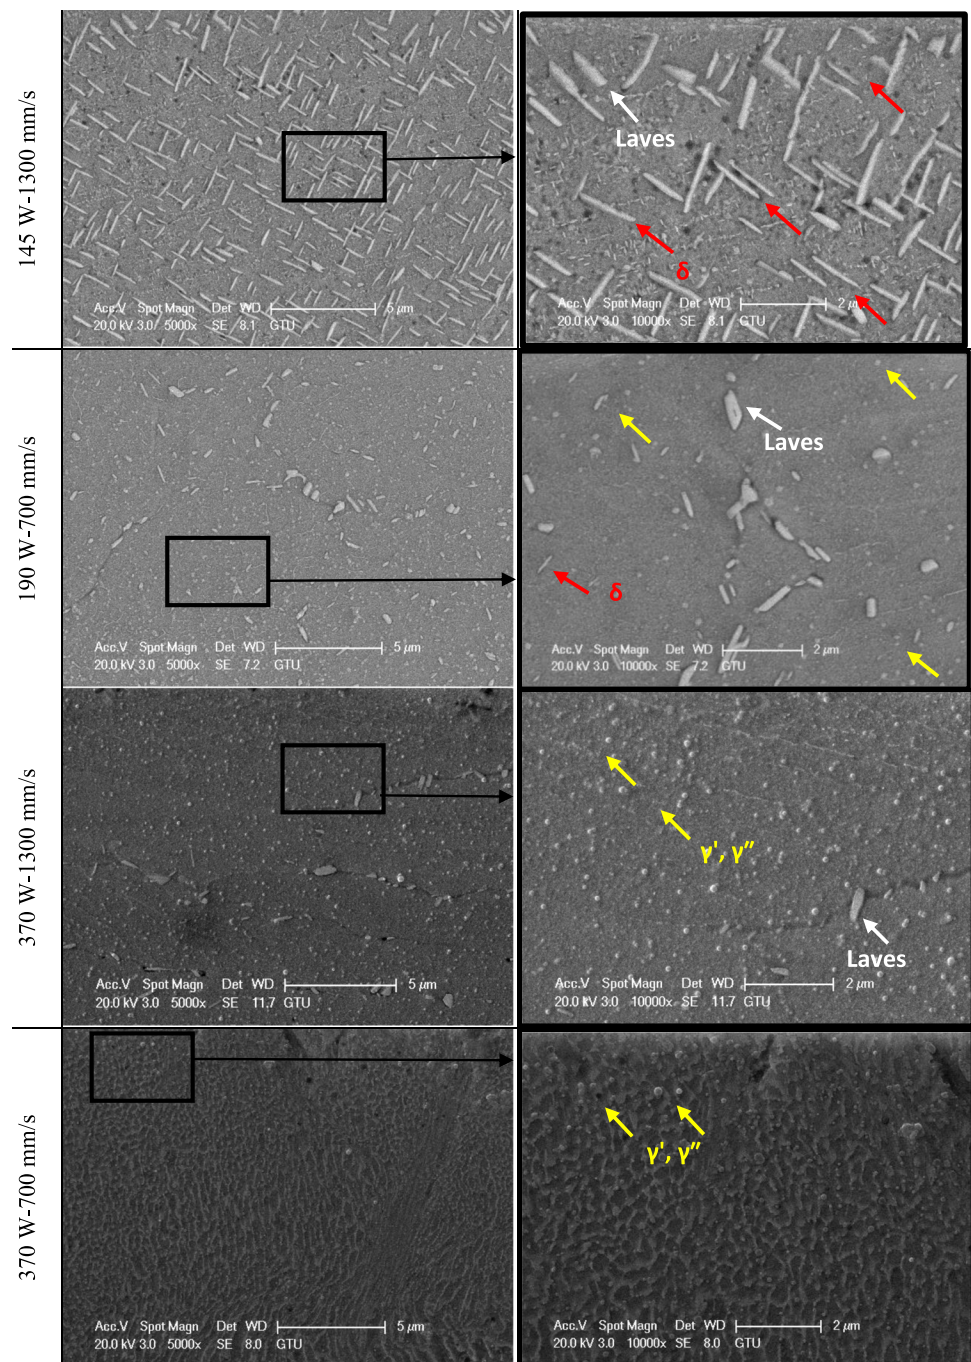 145 W-1300 mm/s
Laves
δ
Acc.V Spot Magn Det WD 5 μm
20.0 kV 3.0 5000x SE 8.1 GTU
Acc.V Spot Magn Det WD 2 μm
20.0 kV 3.0 10000x SE 8.1 GTU
190 W-700 mm/s
Laves
δ
Acc.V Spot Magn Det WD 5 μm
20.0 kV 3.0 5000x SE 7.2 GTU
Acc.V Spot Magn Det WD 2 μm
20.0 kV 3.0 10000x SE 7.2 GTU
370 W-1300 mm/s
γ', γ″
Laves
Acc.V Spot Magn Det WD 5 μm
20.0 kV 3.0 5000x SE 11.7 GTU
Acc.V Spot Magn Det WD 2 μm
20.0 kV 3.0 10000x SE 11.7 GTU
370 W-700 mm/s
γ', γ″
Acc.V Spot Magn Det WD 5 μm
20.0 kV 3.0 5000x SE 8.0 GTU
Acc.V Spot Magn Det WD 2 μm
20.0 kV 3.0 10000x SE 8.0 GTU